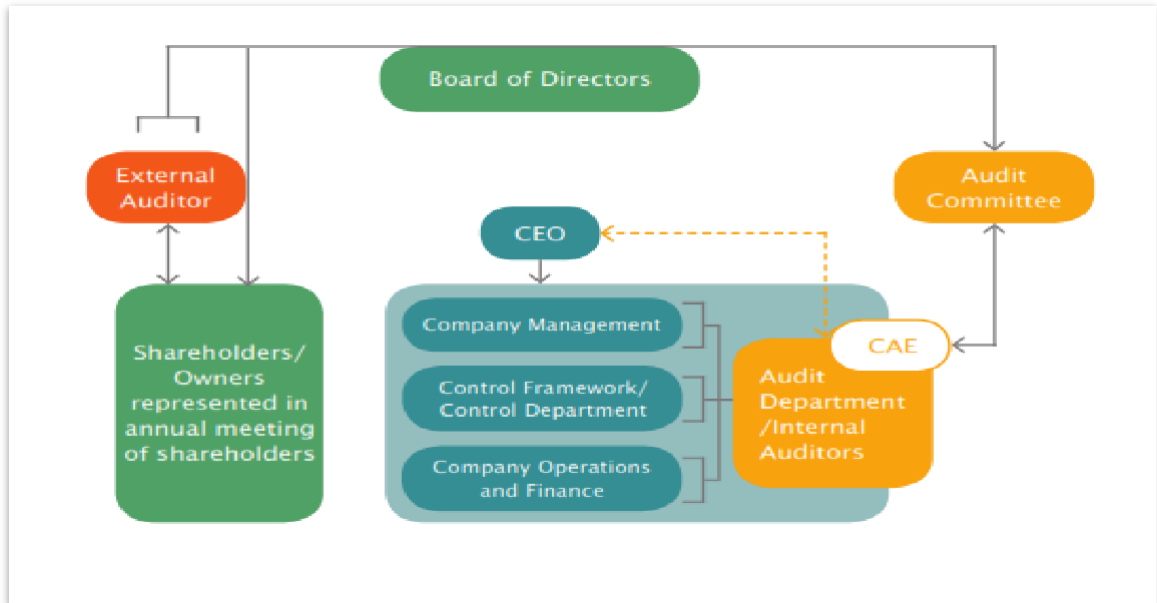 Board of Directors
External
Auditor
Audit
Committee
CEO
Shareholders/
Owners
represented in
annual meeting
of shareholders
Company Management
Control Framework/
Control Department
Company Operations
and Finance
CAE
Audit
Department
/Internal
Auditors